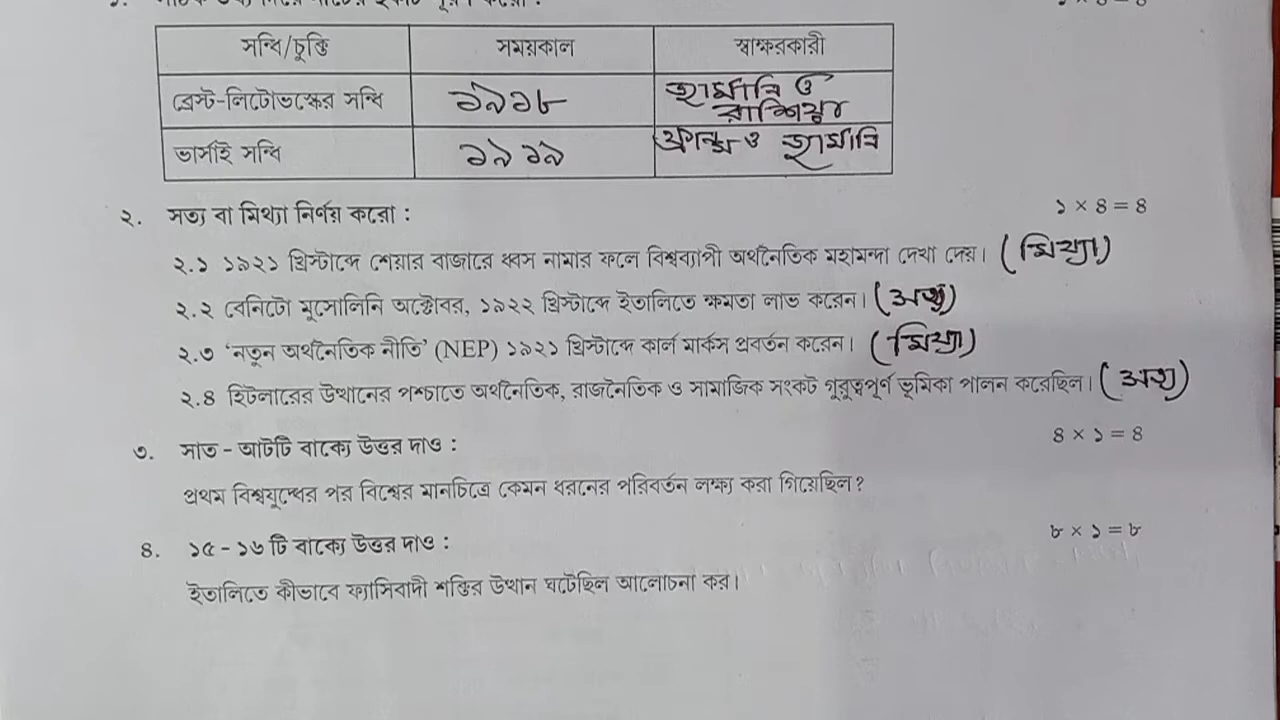 ১ × ৪ = ৪
সন্ধি/চুক্তি সময়কাল স্বাক্ষরকারী
ব্রেস্ট-লিটোভস্কের সন্ধি ১৯১৮ জার্মানি ও রাশিয়া
ভার্সাই সন্ধি ১৯১৯ ফ্রান্স ও জার্মানি
২. সত্য বা মিথ্যা নির্ণয় করো : ১ × ৪ = ৪
২.১ ১৯২১ খ্রিস্টাব্দে শেয়ার বাজারে ধ্বস নামার ফলে বিশ্বব্যাপী অর্থনৈতিক মহামন্দা দেখা দেয়। (মিথ্যা)
২.২ বেনিটো মুসোলিনি অক্টোবর, ১৯২২ খ্রিস্টাব্দে ইতালিতে ক্ষমতা লাভ করেন। (সত্য)
২.৩ ‘নতুন অর্থনৈতিক নীতি’ (NEP) ১৯২১ খ্রিস্টাব্দে কার্ল মার্কস প্রবর্তন করেন। (মিথ্যা)
২.৪ হিটলারের উত্থানের পশ্চাতে অর্থনৈতিক, রাজনৈতিক ও সামাজিক সংকট গুরুত্বপূর্ণ ভূমিকা পালন করেছিল। (সত্য)
৩. সাত - আটটি বাক্যে উত্তর দাও : ৪ × ১ = ৪
প্রথম বিশ্বযুদ্ধের পর বিশ্বের মানচিত্রে কেমন ধরনের পরিবর্তন লক্ষ্য করা গিয়েছিল?
৪. ১৫ - ১৬ টি বাক্যে উত্তর দাও : ৮ × ১ = ৮
ইতালিতে কীভাবে ফ্যাসিবাদী শক্তির উত্থান ঘটেছিল আলোচনা কর।